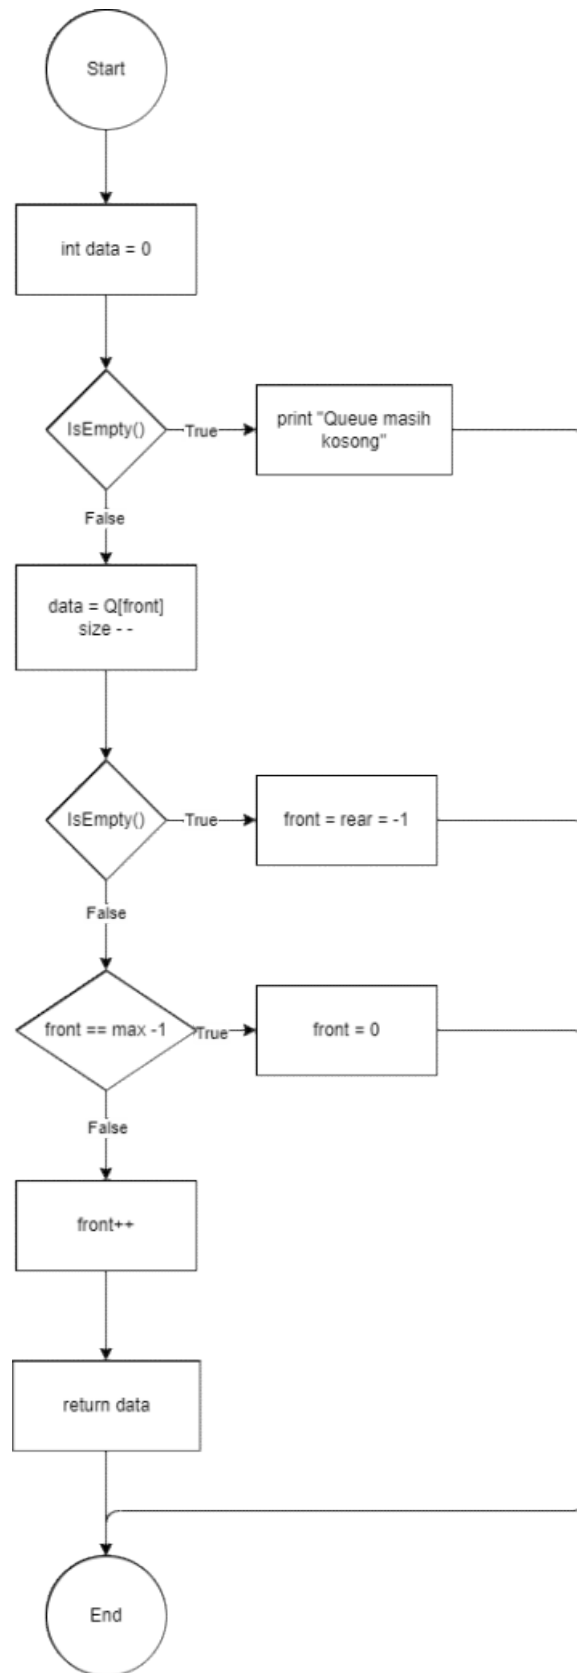 Start
int data = 0
IsEmpty()
True
print "Queue masih
kosong"
False
data = Q[front]
size - -
IsEmpty()
True
front = rear = -1
False
front == max -1
True
front = 0
False
front++
return data
End